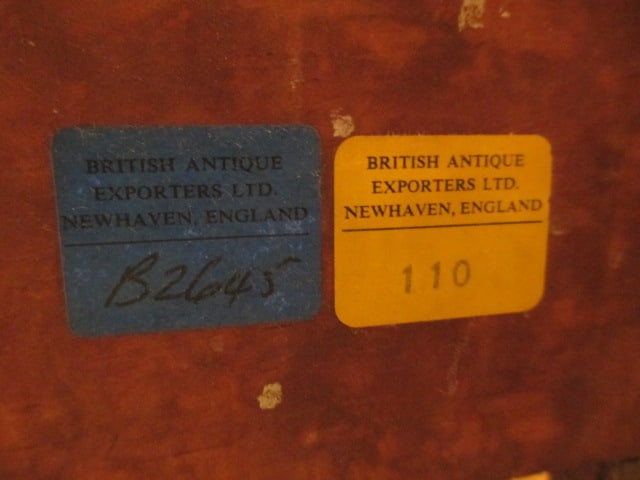 BRITISH ANTIQUE
EXPORTERS LTD.
NEWHAVEN, ENGLAND
B2645
BRITISH ANTIQUE
EXPORTERS LTD.
NEWHAVEN, ENGLAND
110